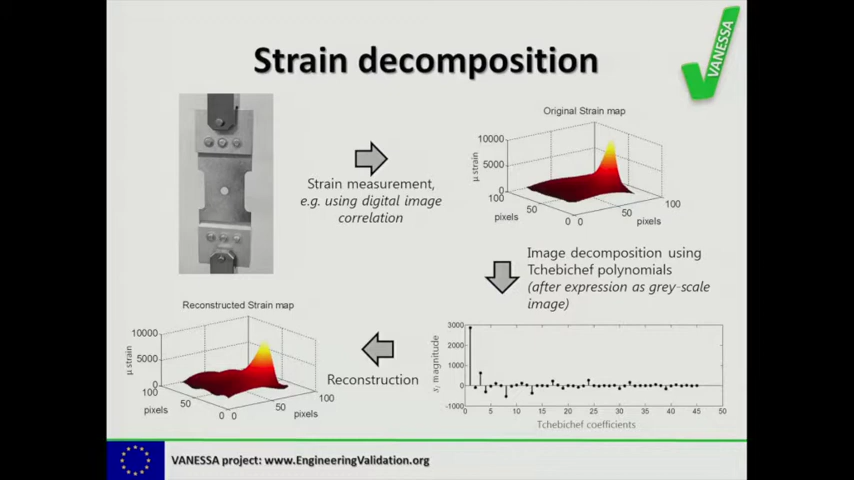 Strain decomposition
VANESSA
Strain measurement,
e.g. using digital image
correlation
Original Strain map
10000
5000
0
μ strain
100
50
0
pixels
0
50
100
pixels
Image decomposition using
Tchebichef polynomials
(after expression as grey-scale
image)
3000
2000
1000
0
-1000
sᵢ magnitude
0 5 10 15 20 25 30 35 40 45 50
Tchebichef coefficients
Reconstruction
Reconstructed Strain map
10000
5000
0
μ strain
100
50
0
pixels
0
50
100
pixels
VANESSA project: www.EngineeringValidation.org